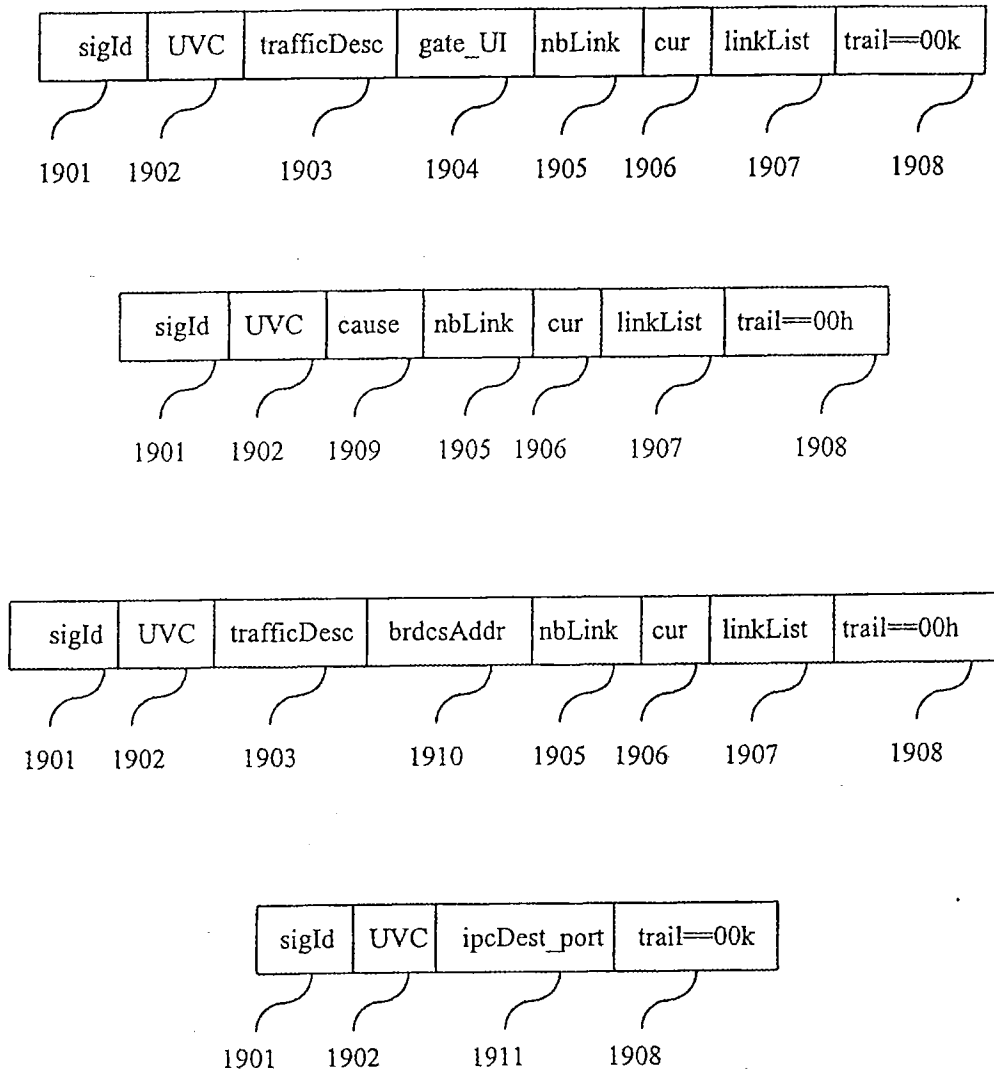 sigId UVC trafficDesc gate_UI nbLink cur linkList trail==00k
1901 1902 1903 1904 1905 1906 1907 1908
sigId UVC cause nbLink cur linkList trail==00h
1901 1902 1909 1905 1906 1907 1908
sigId UVC trafficDesc brdcsAddr nbLink cur linkList trail==00h
1901 1902 1903 1910 1905 1906 1907 1908
sigId UVC ipcDest_port trail==00k
1901 1902 1911 1908